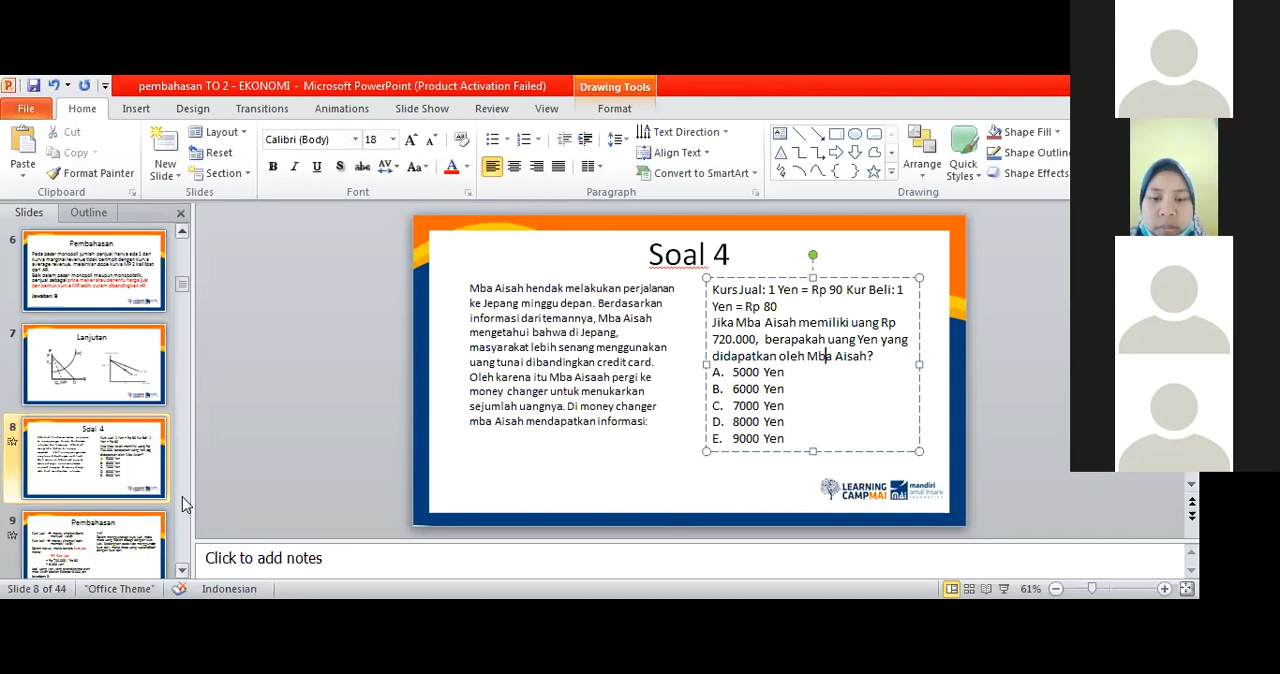 pembahasan TO 2 - EKONOMI - Microsoft PowerPoint (Product Activation Failed)
Drawing Tools
File
Home
Insert
Design
Transitions
Animations
Slide Show
Review
View
Format
Paste
Cut
Copy
Format Painter
Clipboard
New
Slide
Layout
Reset
Section
Slides
Calibri (Body)
18
Font
Text Direction
Align Text
Convert to SmartArt
Paragraph
Arrange
Quick
Styles
Shape Fill
Shape Outlin
Shape Effects
Drawing
Slides
Outline
6
Pembahasan
7
Lanjutan
8
Soal 4
9
Pembahasan
Soal 4
Mba Aisah hendak melakukan perjalanan
ke Jepang minggu depan. Berdasarkan
informasi dari temannya, Mba Aisah
mengetahui bahwa di Jepang,
masyarakat lebih senang menggunakan
uang tunai dibandingkan credit card.
Oleh karena itu Mba Aisaah pergi ke
money changer untuk menukarkan
sejumlah uangnya. Di money changer
mba Aisah mendapatkan informasi:
Kurs Jual: 1 Yen = Rp 90 Kur Beli: 1
Yen = Rp 80
Jika Mba Aisah memiliki uang Rp
720.000, berapakah uang Yen yang
didapatkan oleh Mba Aisah?
A. 5000 Yen
B. 6000 Yen
C. 7000 Yen
D. 8000 Yen
E. 9000 Yen
LEARNING
CAMP MAI
mai
mandiri
amal insani
Click to add notes
Slide 8 of 44
"Office Theme"
Indonesian
61%